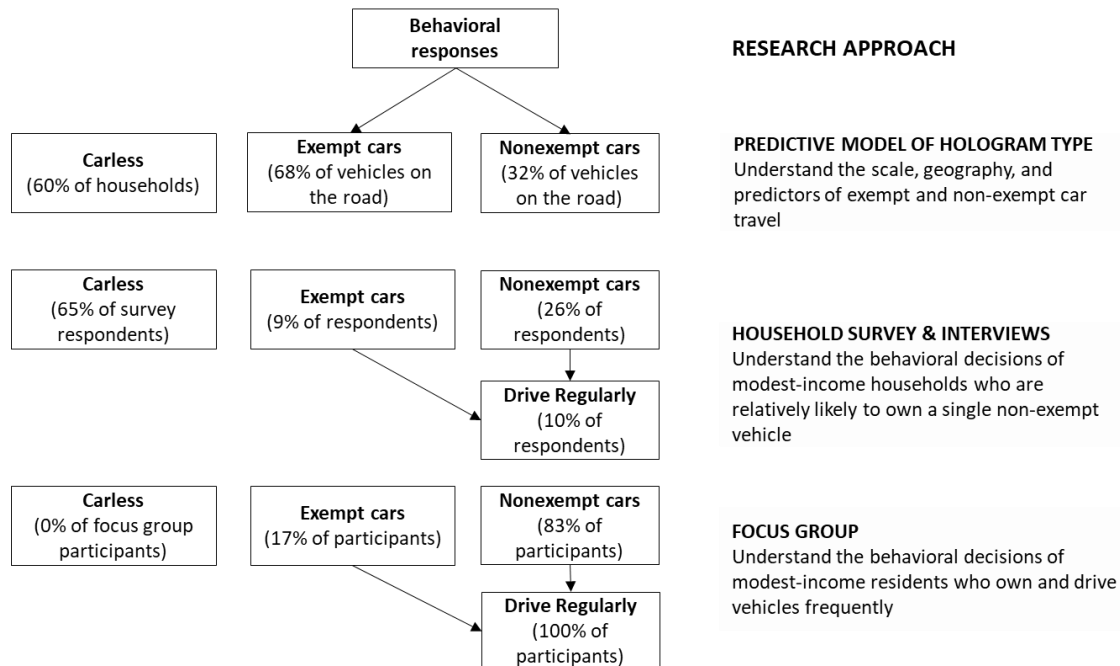 Behavioral
responses
RESEARCH APPROACH
Carless
(60% of households)
Exempt cars
(68% of vehicles on
the road)
Nonexempt cars
(32% of vehicles
on the road)
PREDICTIVE MODEL OF HOLOGRAM TYPE
Understand the scale, geography, and
predictors of exempt and non-exempt car
travel
Carless
(65% of survey
respondents)
Exempt cars
(9% of respondents)
Nonexempt cars
(26% of
respondents)
Drive Regularly
(10% of
respondents)
HOUSEHOLD SURVEY & INTERVIEWS
Understand the behavioral decisions of
modest-income households who are
relatively likely to own a single non-exempt
vehicle
Carless
(0% of focus group
participants)
Exempt cars
(17% of participants)
Nonexempt cars
(83% of
participants)
Drive Regularly
(100% of
participants)
FOCUS GROUP
Understand the behavioral decisions of
modest-income residents who own and drive
vehicles frequently